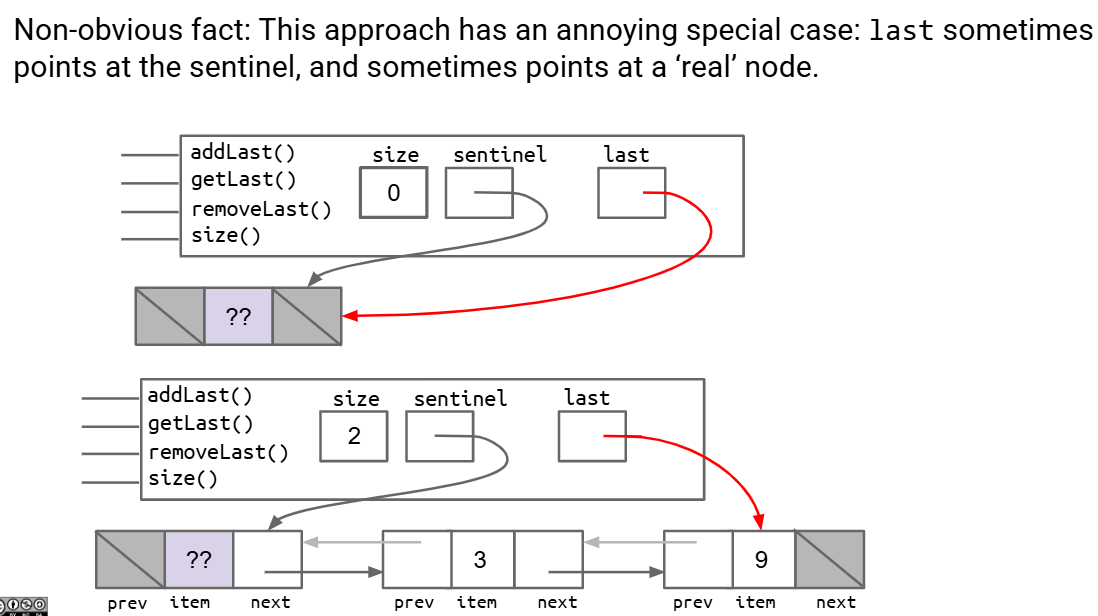 Non-obvious fact: This approach has an annoying special case: last sometimes
points at the sentinel, and sometimes points at a ‘real’ node.
addLast()
size sentinel last
getLast()
0
removeLast()
size()
??
addLast()
size sentinel last
getLast()
2
removeLast()
size()
??
3
9
prev item next
prev item next
prev item next